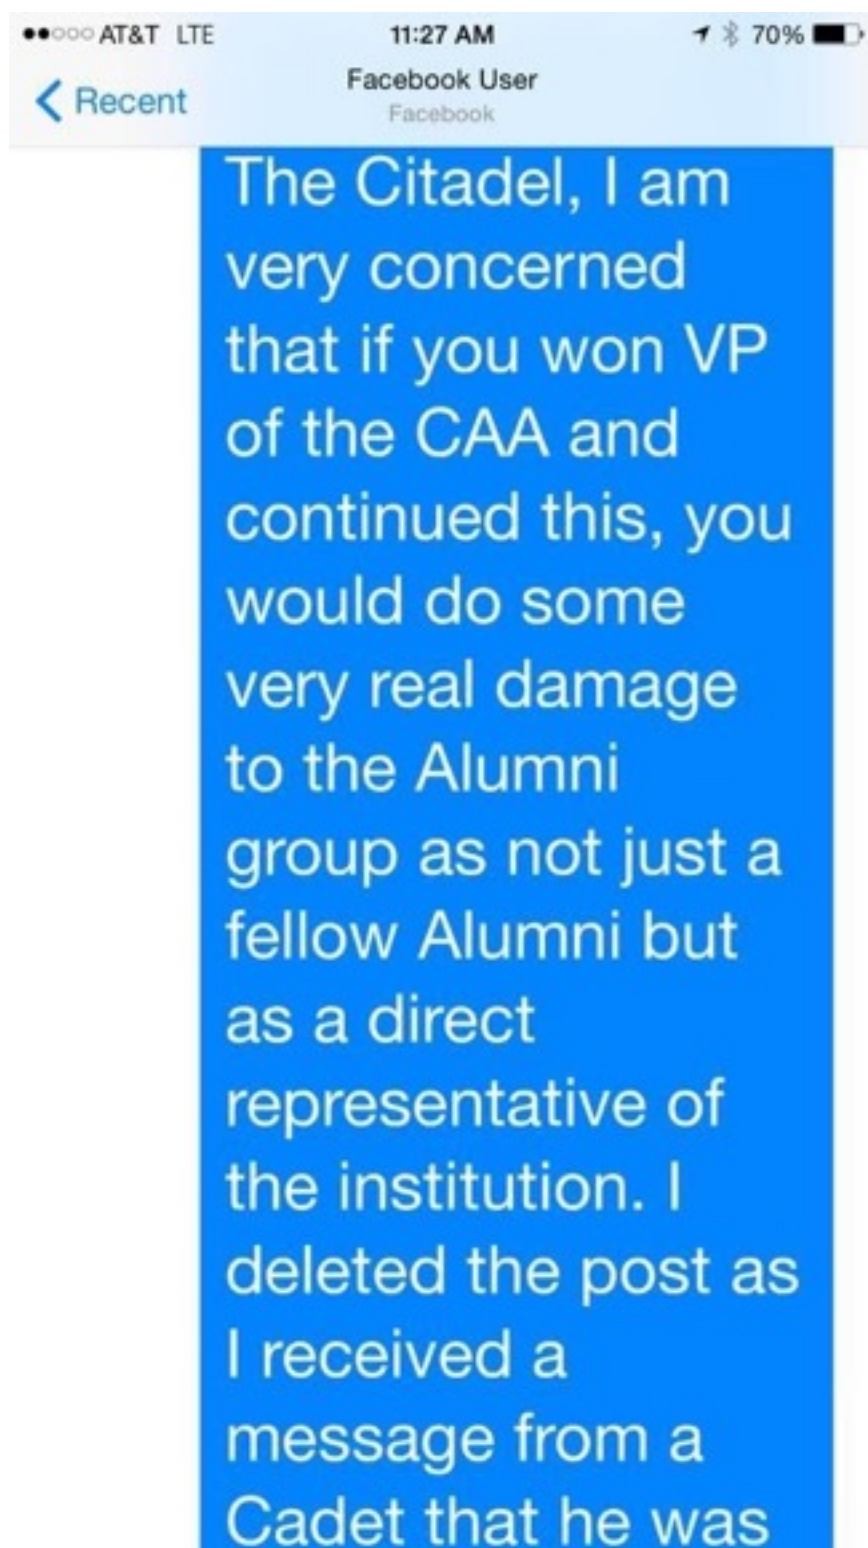 AT&T LTE 11:27 AM 70%
Recent Facebook User
Facebook
The Citadel, I am
very concerned
that if you won VP
of the CAA and
continued this, you
would do some
very real damage
to the Alumni
group as not just a
fellow Alumni but
as a direct
representative of
the institution. I
deleted the post as
I received a
message from a
Cadet that he was